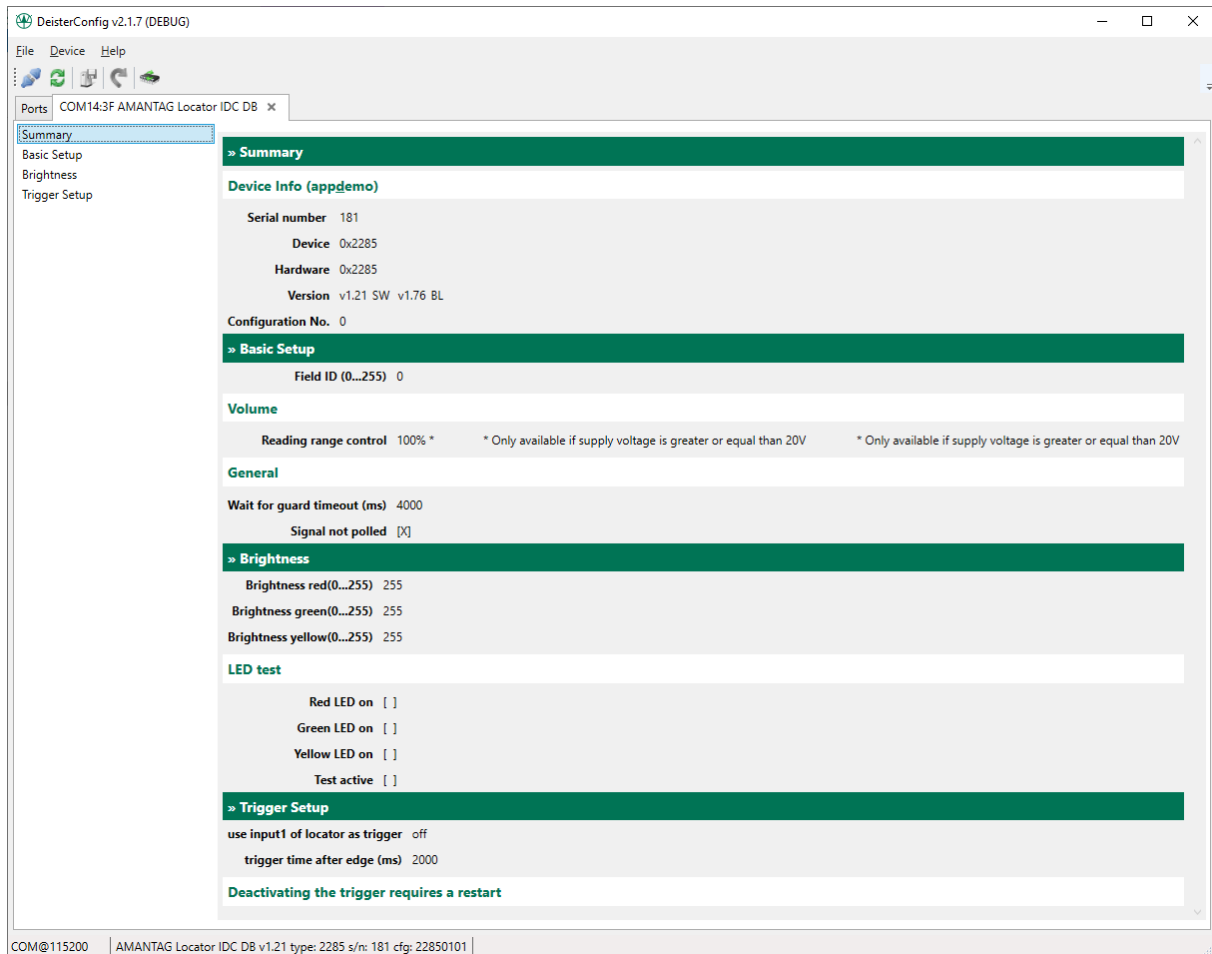 DeisterConfig v2.1.7 (DEBUG)
File Device Help
Ports COM14:3F AMANTAG Locator IDC DB
Summary
Basic Setup
Brightness
Trigger Setup
» Summary
Device Info (appdemo)
Serial number 181
Device 0x2285
Hardware 0x2285
Version v1.21 SW v1.76 BL
Configuration No. 0
» Basic Setup
Field ID (0...255) 0
Volume
Reading range control 100% * * Only available if supply voltage is greater or equal than 20V * Only available if supply voltage is greater or equal than 20V
General
Wait for guard timeout (ms) 4000
Signal not polled [X]
» Brightness
Brightness red(0...255) 255
Brightness green(0...255) 255
Brightness yellow(0...255) 255
LED test
Red LED on [ ]
Green LED on [ ]
Yellow LED on [ ]
Test active [ ]
» Trigger Setup
use input1 of locator as trigger off
trigger time after edge (ms) 2000
Deactivating the trigger requires a restart
COM@115200 AMANTAG Locator IDC DB v1.21 type: 2285 s/n: 181 cfg: 22850101